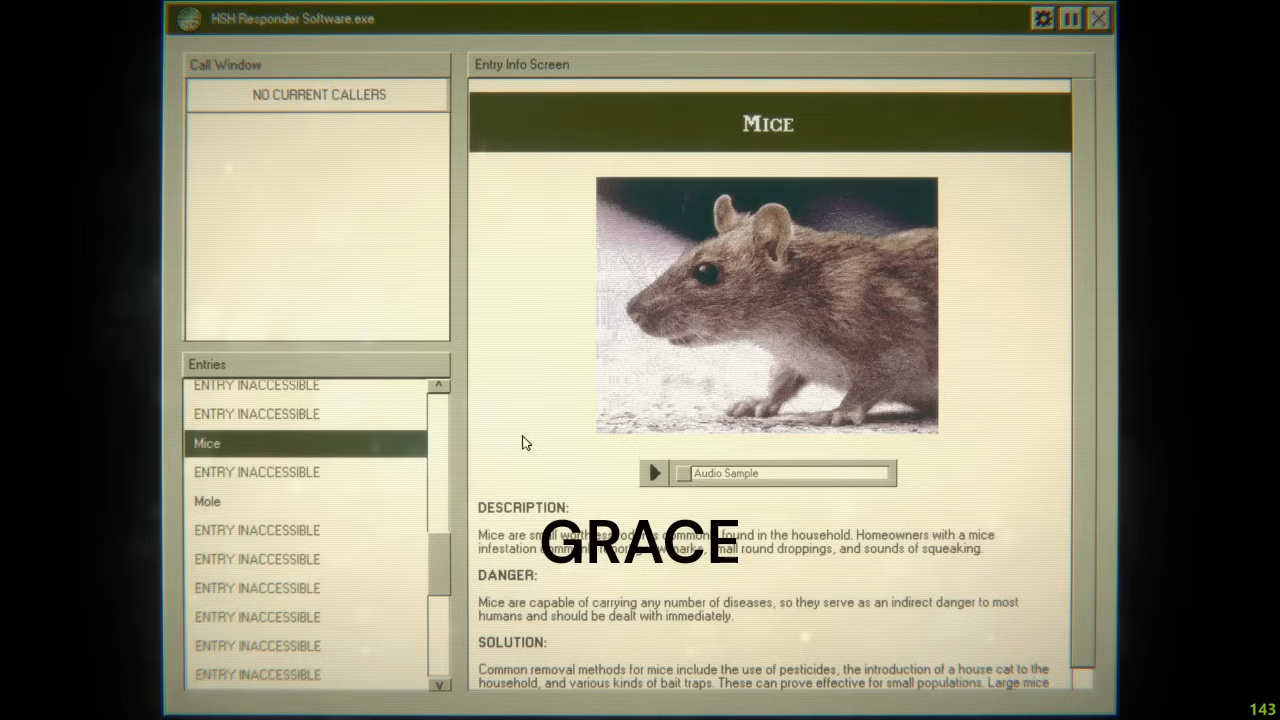 HSH Responder Software.exe
Call Window
NO CURRENT CALLERS
Entries
ENTRY INACCESSIBLE
ENTRY INACCESSIBLE
Mice
ENTRY INACCESSIBLE
Mole
ENTRY INACCESSIBLE
ENTRY INACCESSIBLE
ENTRY INACCESSIBLE
ENTRY INACCESSIBLE
ENTRY INACCESSIBLE
ENTRY INACCESSIBLE
Entry Info Screen
MICE
Audio Sample
DESCRIPTION:
Mice are small found in the household. Homeowners with a mice
infestation small round droppings, and sounds of squeaking.
GRACE
DANGER:
Mice are capable of carrying any number of diseases, so they serve as an indirect danger to most
humans and should be dealt with immediately.
SOLUTION:
Common removal methods for mice include the use of pesticides, the introduction of a house cat to the
household, and various kinds of bait traps. These can prove effective for small populations. Large mice
143